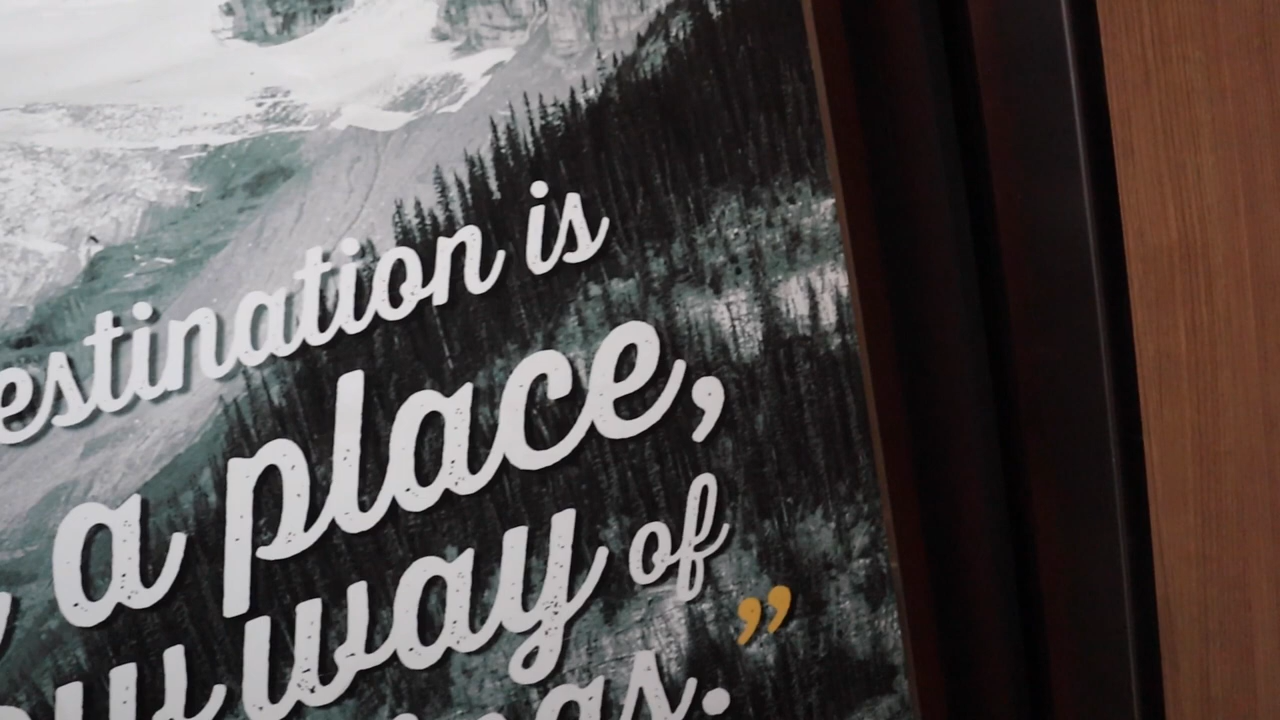 estination is
a place,
way of
”